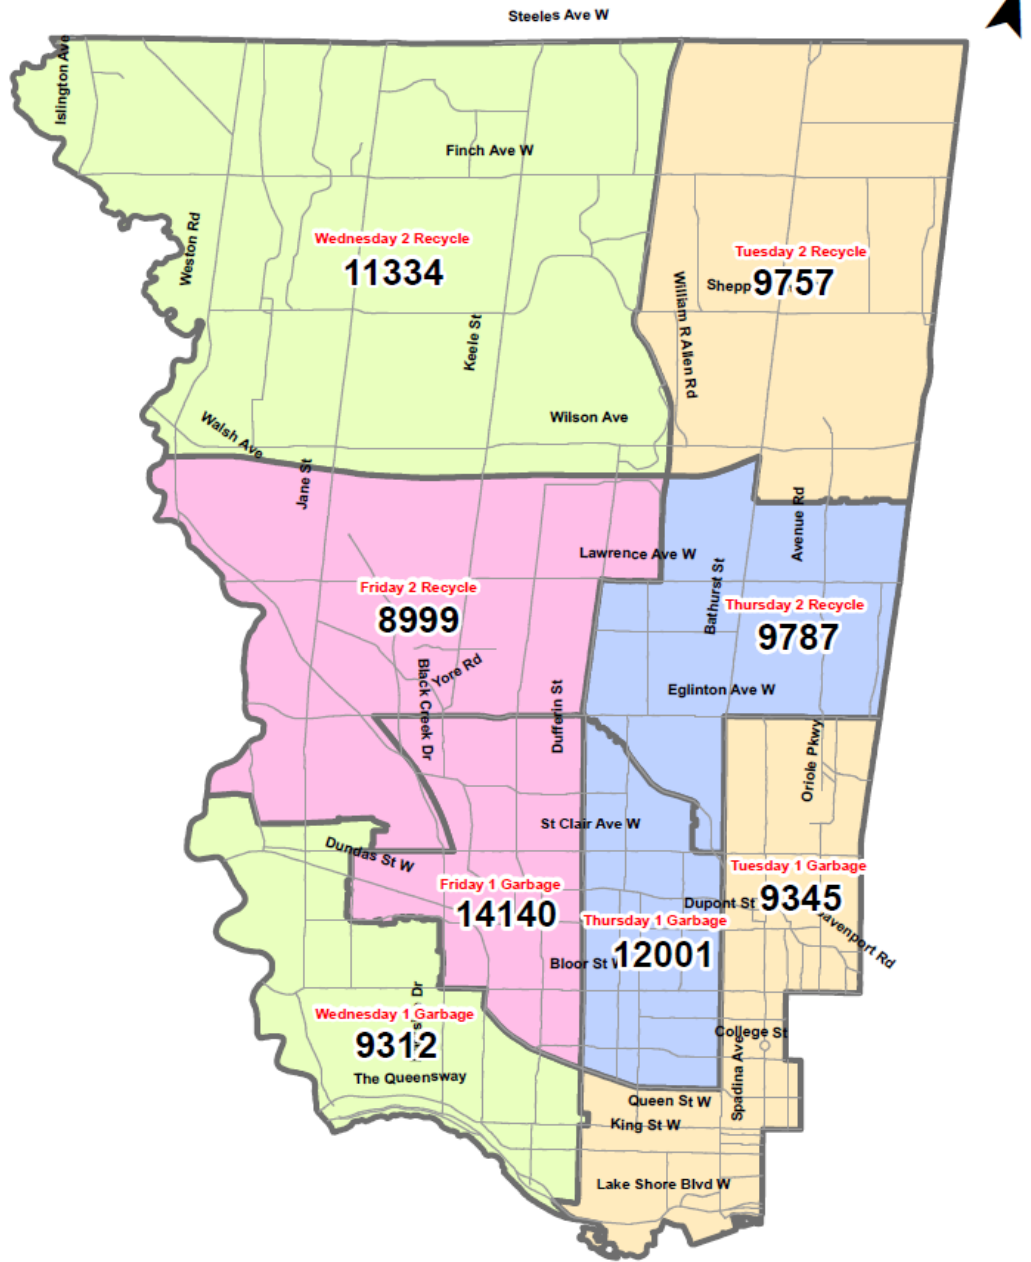 Steeles Ave W
Islington Ave
Finch Ave W
Weston Rd
Wednesday 2 Recycle
11334
Tuesday 2 Recycle
Shepp
9757
William R Allen Rd
Keele St
Wilson Ave
Walsh Ave
Jane St
Avenue Rd
Lawrence Ave W
Bathurst St
Friday 2 Recycle
8999
Thursday 2 Recycle
9787
Yore Rd
Black Creek Dr
Eglinton Ave W
Dufferin St
Oriole Pkwy
St Clair Ave W
Dundas St W
Tuesday 1 Garbage
9345
Friday 1 Garbage
14140
Dupont St
Thursday 1 Garbage
12001
Davenport Rd
Bloor St W
Dr
Wednesday 1 Garbage
9312
College St
Spadina Ave
The Queensway
Queen St W
King St W
Lake Shore Blvd W